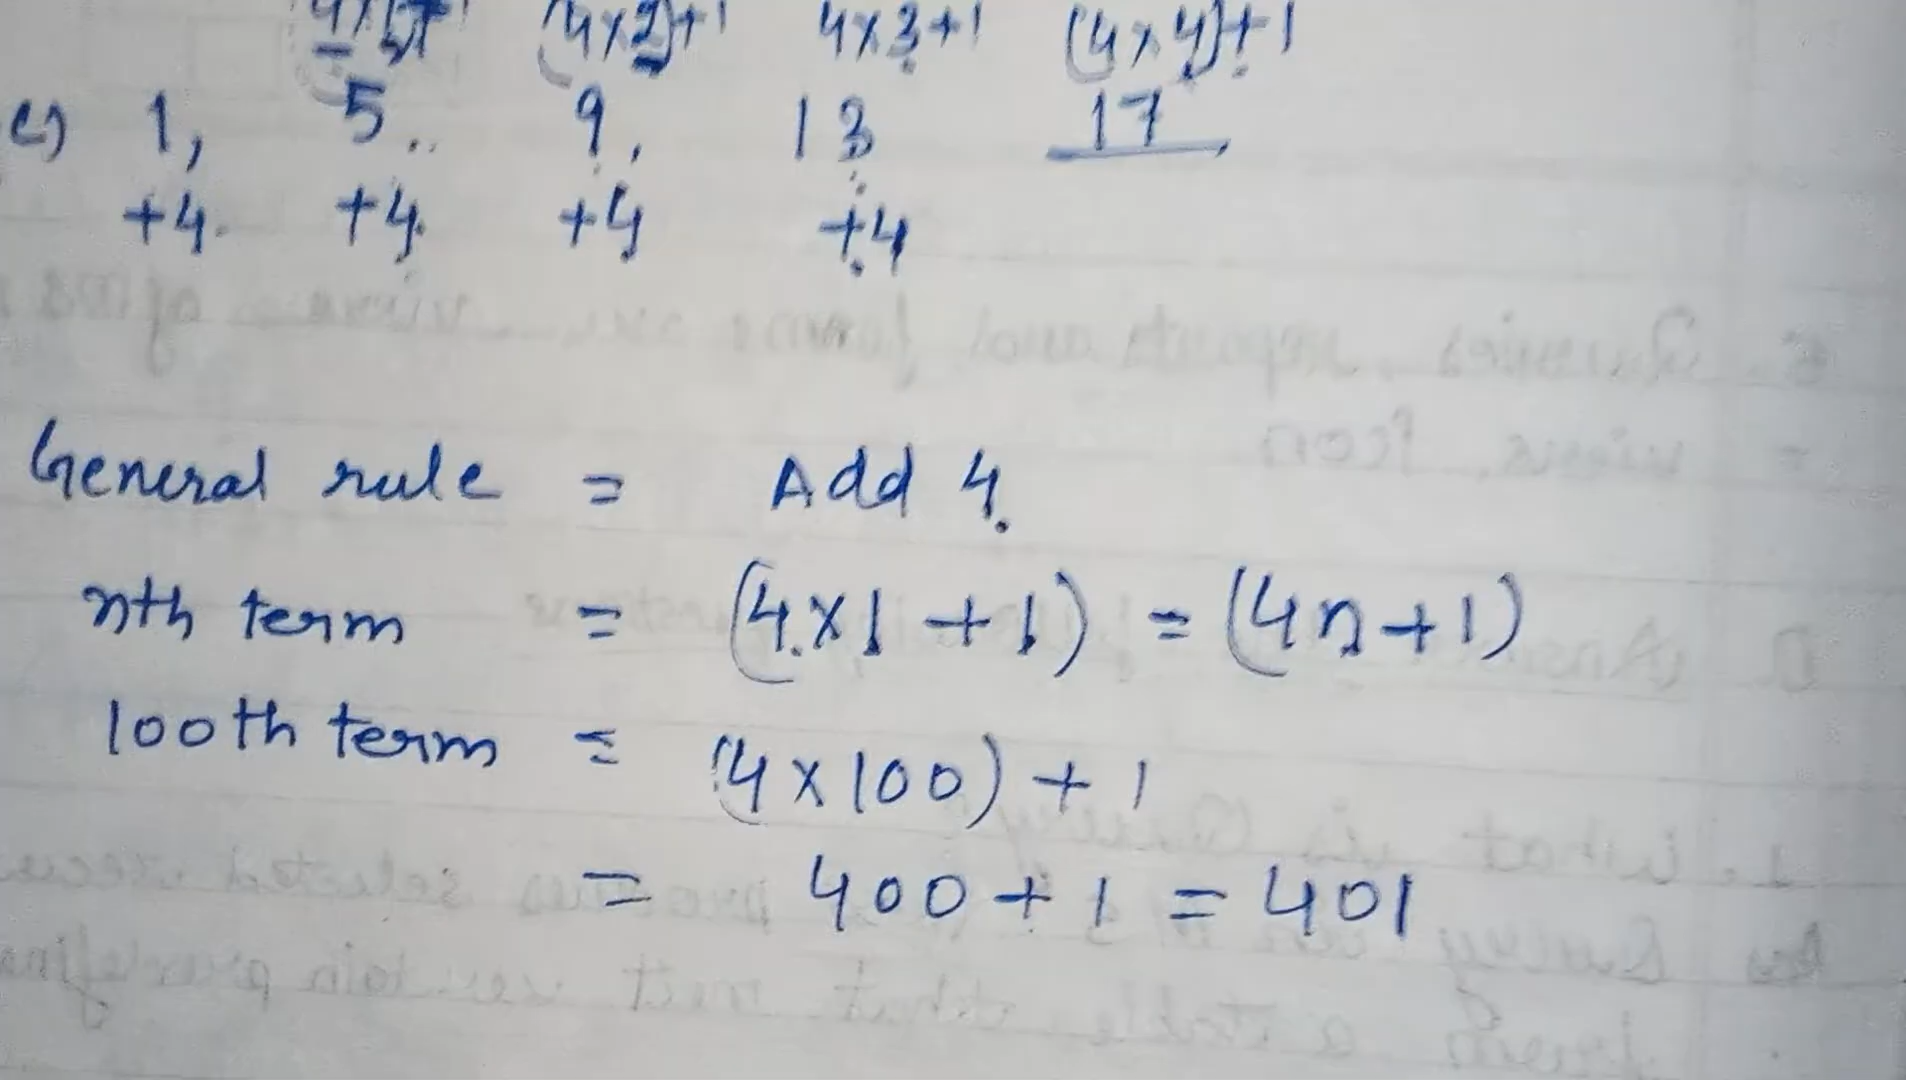 (4×2)+1 4×3+1 (4×4)+1
c) 1, 5, 9, 13 17,
+4 +4 +4 +4
General rule = Add 4.
nth term = (4×1+1) = (4n+1)
100th term = (4×100)+1
= 400+1 = 401